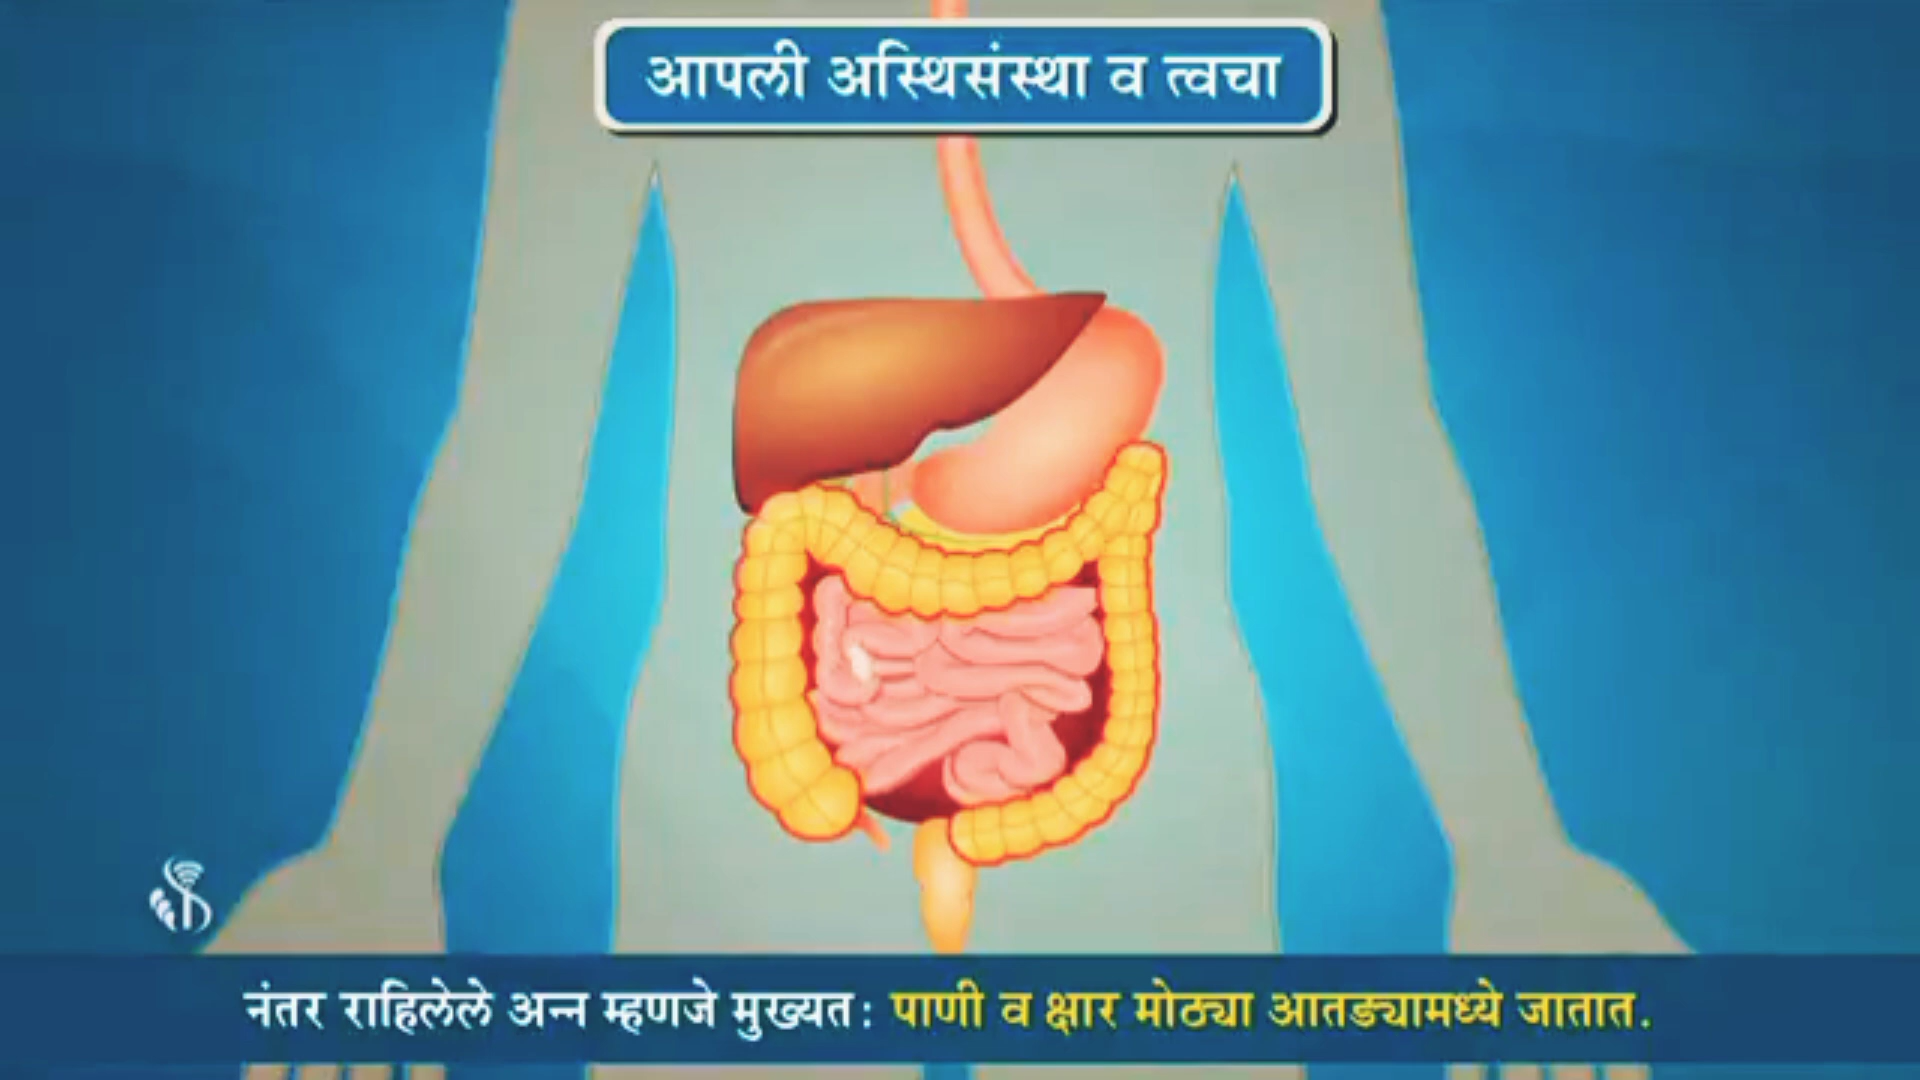 आपली अस्थिसंस्था व त्वचा
नंतर राहिलेले अन्न म्हणजे मुख्यत: पाणी व क्षार मोठ्या आतड्यामध्ये जातात.